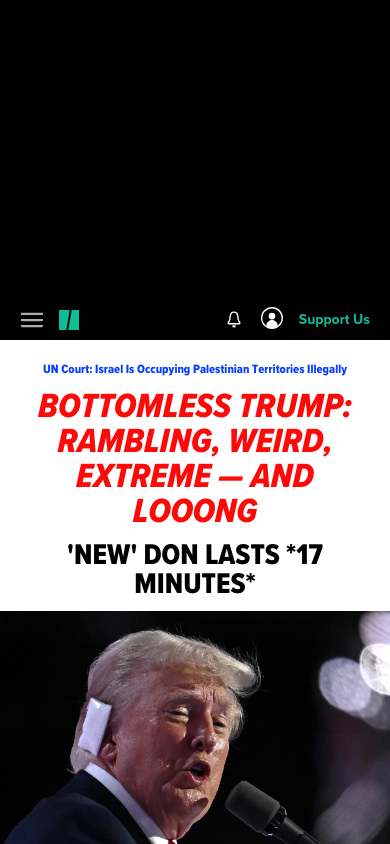 Support Us
UN Court: Israel Is Occupying Palestinian Territories Illegally
BOTTOMLESS TRUMP:
RAMBLING, WEIRD,
EXTREME — AND
LOOONG
'NEW' DON LASTS *17
MINUTES*